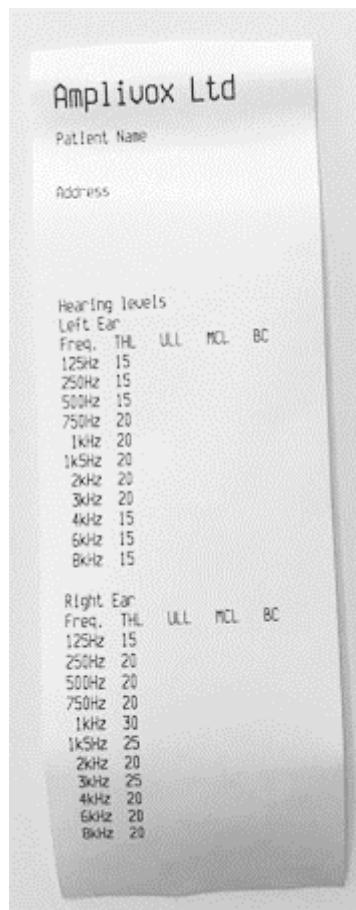 Amplivox Ltd
Patient Name
Address
Hearing levels
Left Ear
Freq. THL ULL MCL BC
125Hz 15
250Hz 15
500Hz 15
750Hz 20
1kHz 20
1k5Hz 20
2kHz 20
3kHz 20
4kHz 15
6kHz 15
8kHz 15
Right Ear
Freq. THL ULL MCL BC
125Hz 15
250Hz 20
500Hz 20
750Hz 20
1kHz 30
1k5Hz 25
2kHz 20
3kHz 25
4kHz 20
6kHz 20
8kHz 20